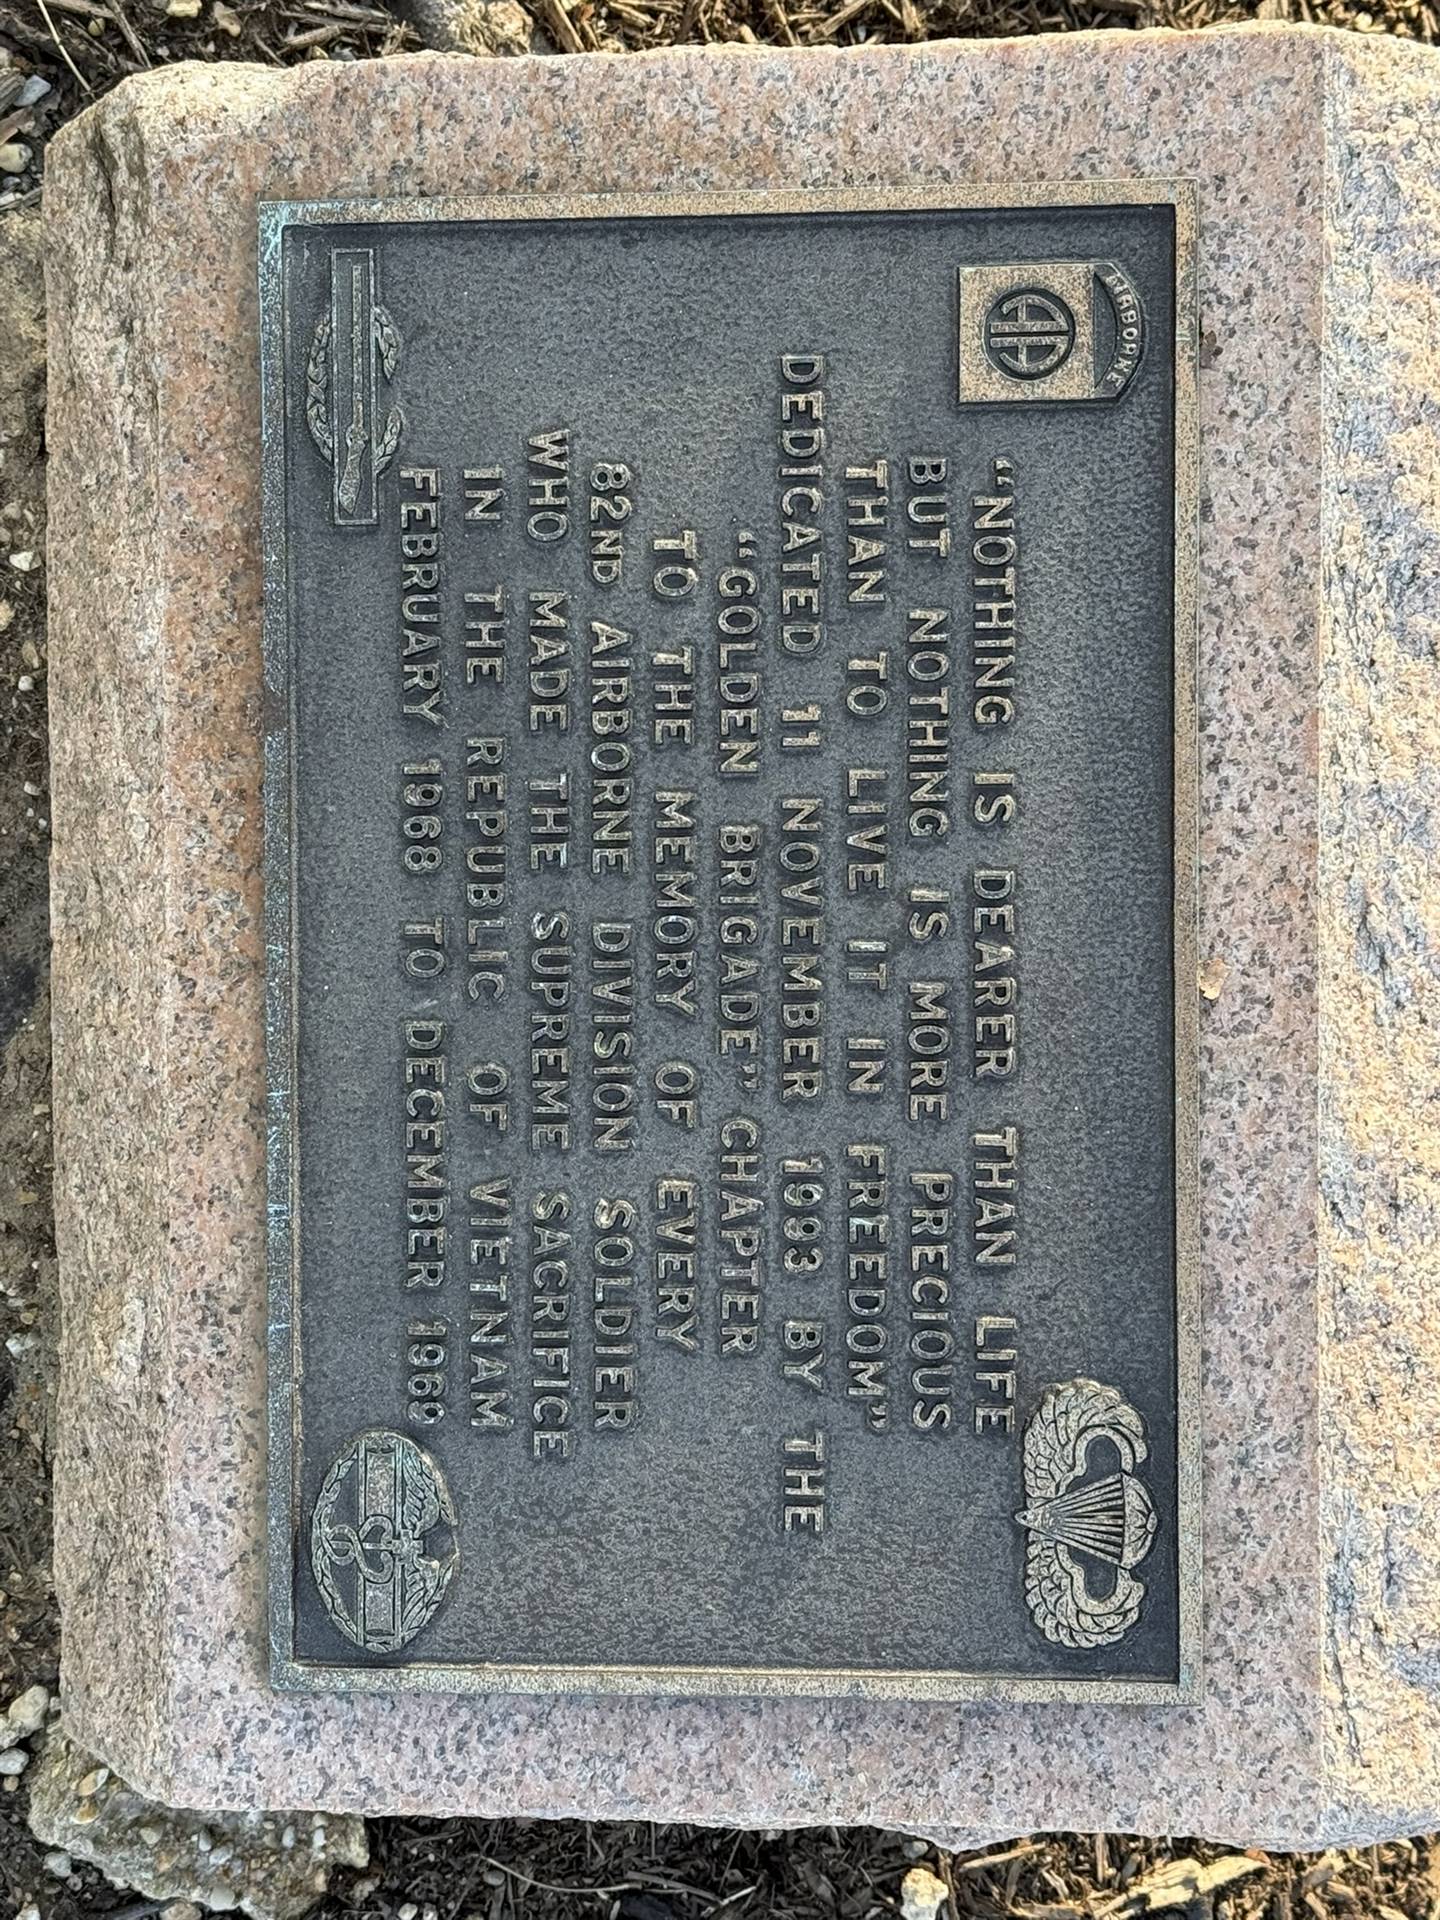 AIRBORNE
AA
"NOTHING IS DEARER THAN LIFE
BUT NOTHING IS MORE PRECIOUS
THAN TO LIVE IT IN FREEDOM"
DEDICATED 11 NOVEMBER 1993 BY THE
"GOLDEN BRIGADE" CHAPTER
TO THE MEMORY OF EVERY
82ND AIRBORNE DIVISION SOLDIER
WHO MADE THE SUPREME SACRIFICE
IN THE REPUBLIC OF VIETNAM
FEBRUARY 1968 TO DECEMBER 1969